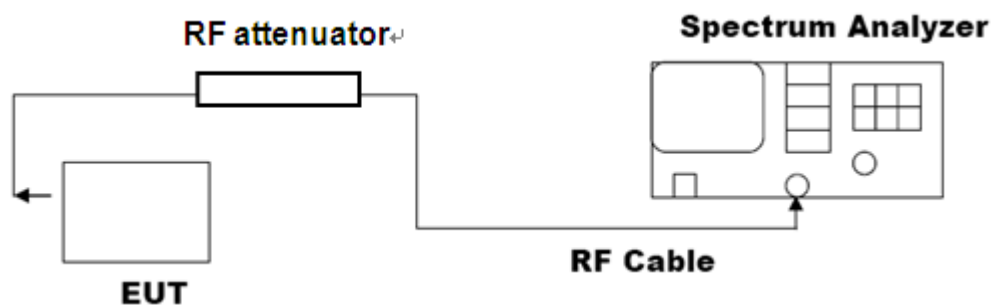 RF attenuator↵
Spectrum Analyzer
RF Cable
EUT